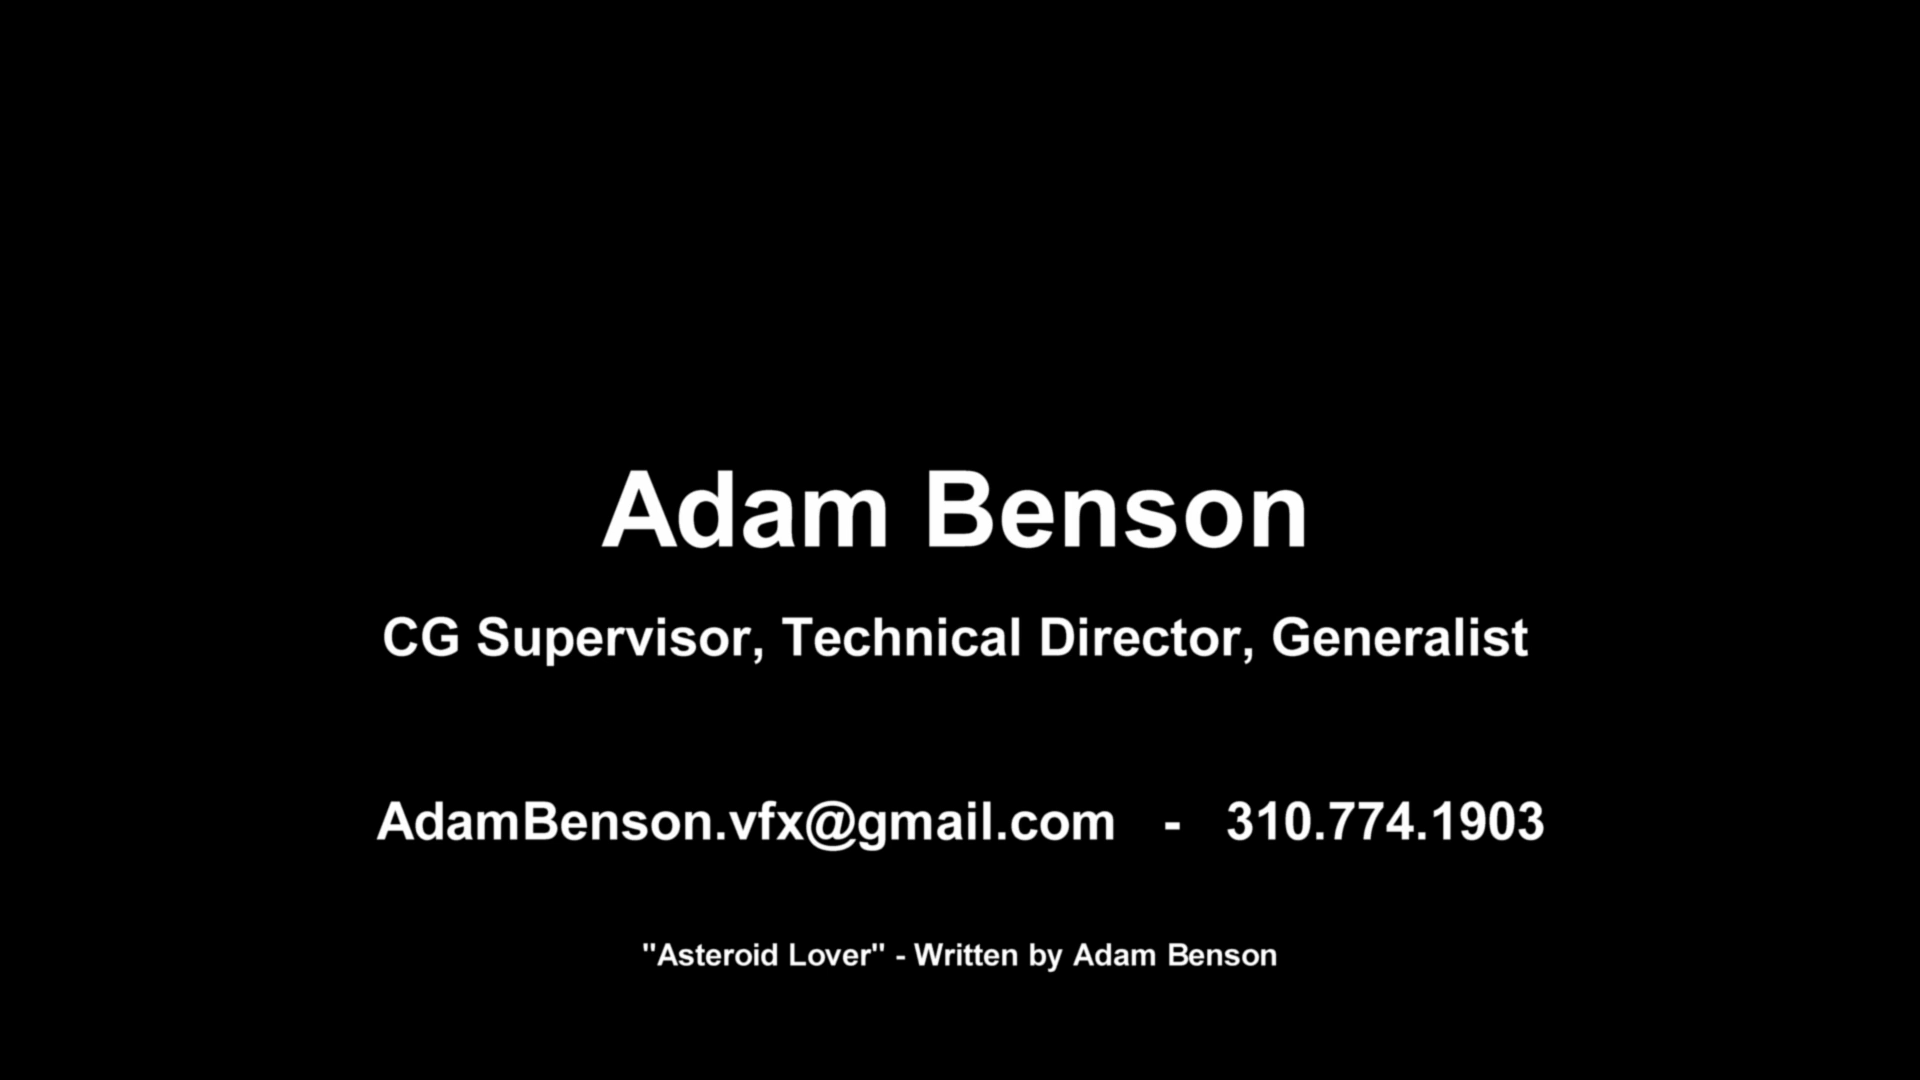 Adam Benson
CG Supervisor, Technical Director, Generalist
AdamBenson.vfx@gmail.com - 310.774.1903
"Asteroid Lover" - Written by Adam Benson